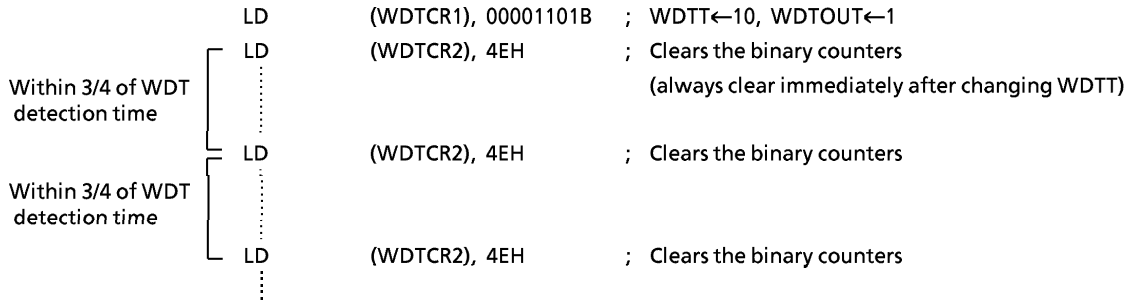 LD (WDTCR1), 00001101B ; WDTT←10, WDTOUT←1
LD (WDTCR2), 4EH ; Clears the binary counters
(always clear immediately after changing WDTT)
Within 3/4 of WDT
detection time
LD (WDTCR2), 4EH ; Clears the binary counters
Within 3/4 of WDT
detection time
LD (WDTCR2), 4EH ; Clears the binary counters